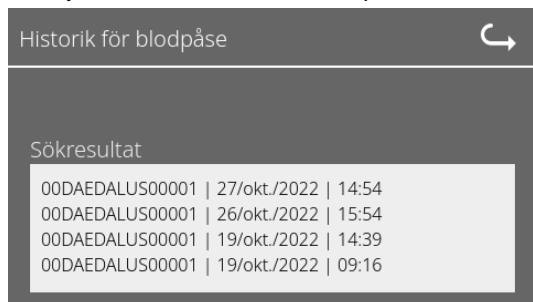 Historik för blodpåse
Sökresultat
00DAEDALUS00001 | 27/okt./2022 | 14:54
00DAEDALUS00001 | 26/okt./2022 | 15:54
00DAEDALUS00001 | 19/okt./2022 | 14:39
00DAEDALUS00001 | 19/okt./2022 | 09:16